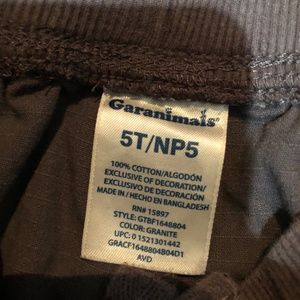 Garanimals®
5T/NP5
100% COTTON/ALGODÓN
EXCLUSIVE OF DECORATION/
EXCLUSIVO DE DECORACIÓN
MADE IN / HECHO EN BANGLADESH
RN# 15897
STYLE: GTBF1648804
COLOR: GRANITE
UPC: 0 1521301442
GRACF1648804B04D1
AVD